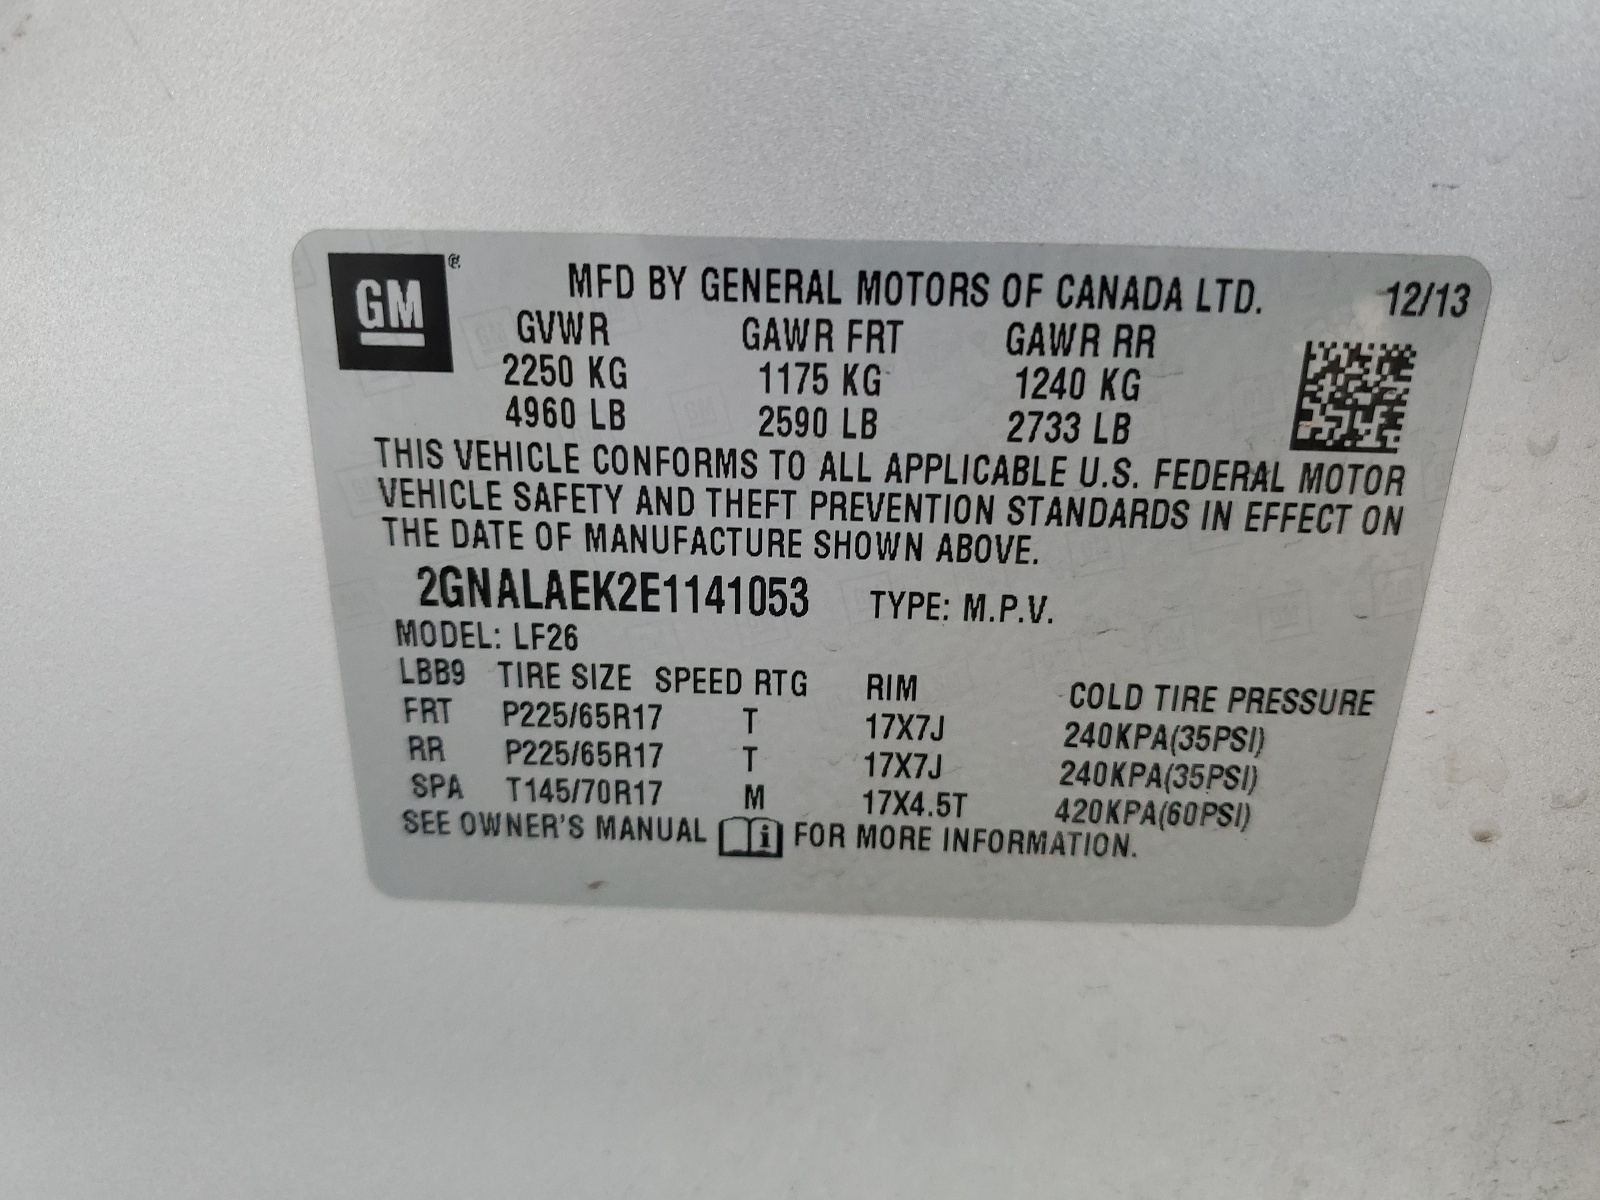 GM®
MFD BY GENERAL MOTORS OF CANADA LTD. 12/13
GVWR GAWR FRT GAWR RR
2250 KG 1175 KG 1240 KG
4960 LB 2590 LB 2733 LB
THIS VEHICLE CONFORMS TO ALL APPLICABLE U.S. FEDERAL MOTOR
VEHICLE SAFETY AND THEFT PREVENTION STANDARDS IN EFFECT ON
THE DATE OF MANUFACTURE SHOWN ABOVE.
2GNALAEK2E1141053 TYPE: M.P.V.
MODEL: LF26
LBB9 TIRE SIZE SPEED RTG RIM COLD TIRE PRESSURE
FRT P225/65R17 T 17X7J 240KPA(35PSI)
RR P225/65R17 T 17X7J 240KPA(35PSI)
SPA T145/70R17 M 17X4.5T 420KPA(60PSI)
SEE OWNER'S MANUAL i FOR MORE INFORMATION.